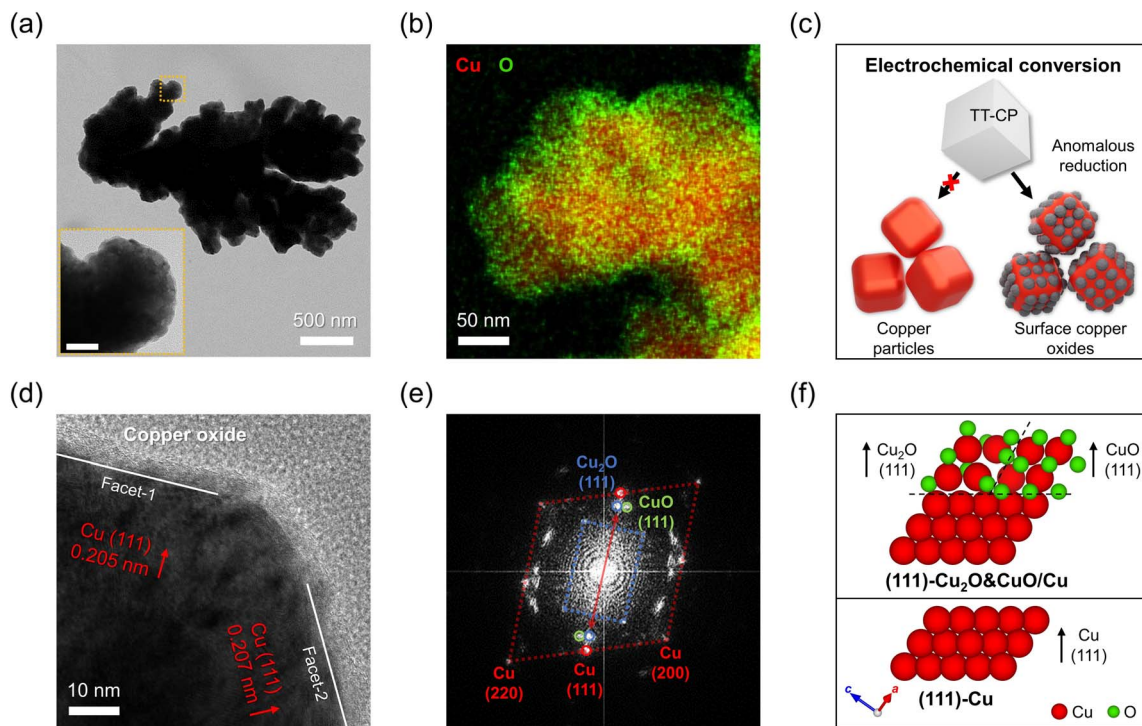 (a)
500 nm
(b)
Cu O
50 nm
(c)
Electrochemical conversion
TT-CP
Anomalous
reduction
Copper
particles
Surface copper
oxides
(d)
Copper oxide
Facet-1
Cu (111)
0.205 nm
Cu (111)
0.207 nm
Facet-2
10 nm
(e)
Cu₂O
(111)
CuO
(111)
Cu
(220)
Cu
(111)
Cu
(200)
(f)
Cu₂O
(111)
CuO
(111)
(111)-Cu₂O&CuO/Cu
Cu
(111)
(111)-Cu
c
a
Cu
O